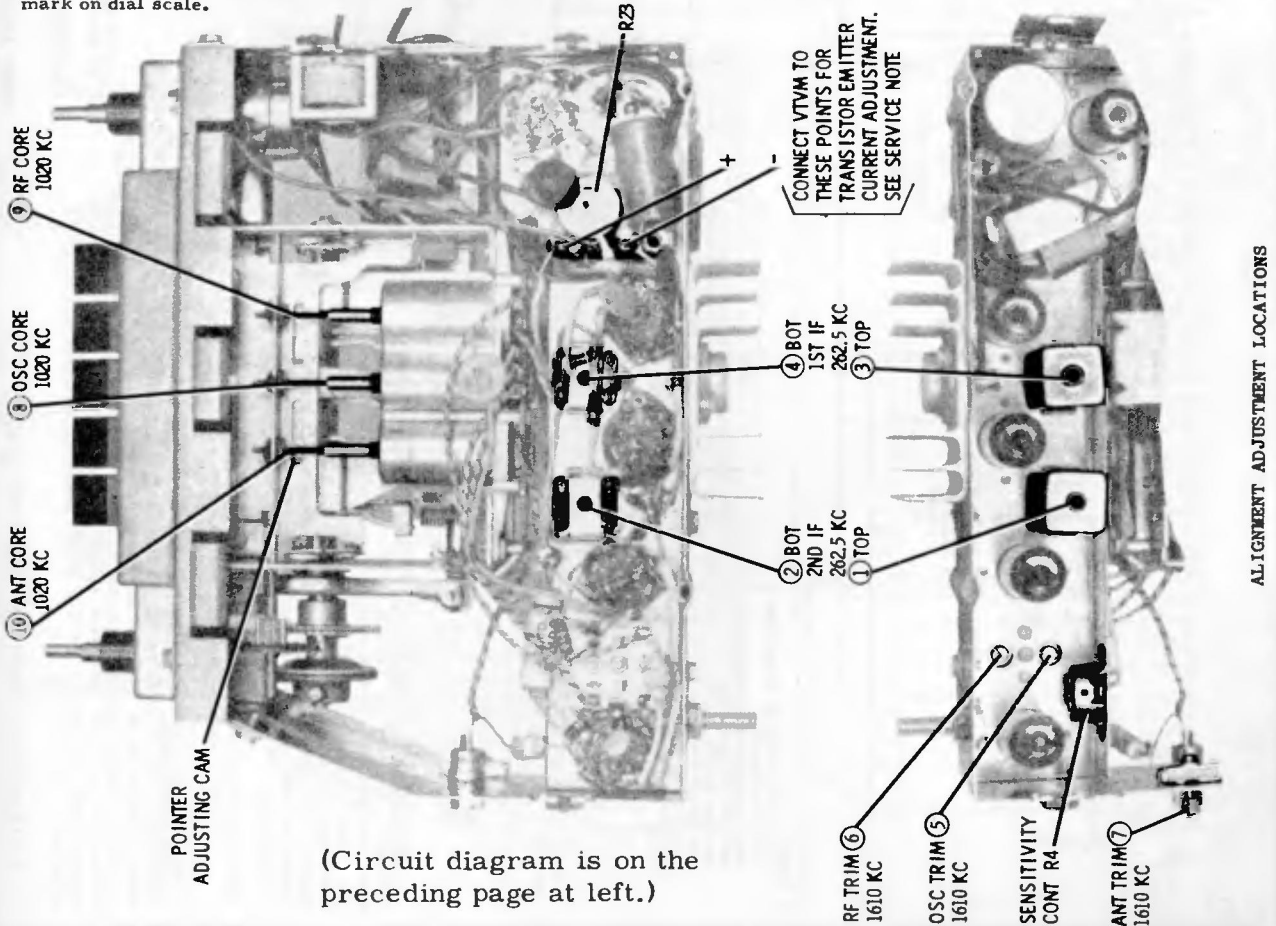 mark on dial scale.
⑨ RF CORE
1020 KC
⑧ OSC CORE
1020 KC
⑩ ANT CORE
1020 KC
POINTER
ADJUSTING CAM
R23
+
-
CONNECT VTVM TO
THESE POINTS FOR
TRANSISTOR EMITTER
CURRENT ADJUSTMENT.
SEE SERVICE NOTE
④ BOT
1ST IF
262.5 KC
③ TOP
② BOT
2ND IF
262.5 KC
① TOP
(Circuit diagram is on the
preceding page at left.)
RF TRIM ⑥
1610 KC
OSC TRIM ⑤
1610 KC
SENSITIVITY
CONT R4
ANT TRIM ⑦
1610 KC
ALIGNMENT ADJUSTMENT LOCATIONS